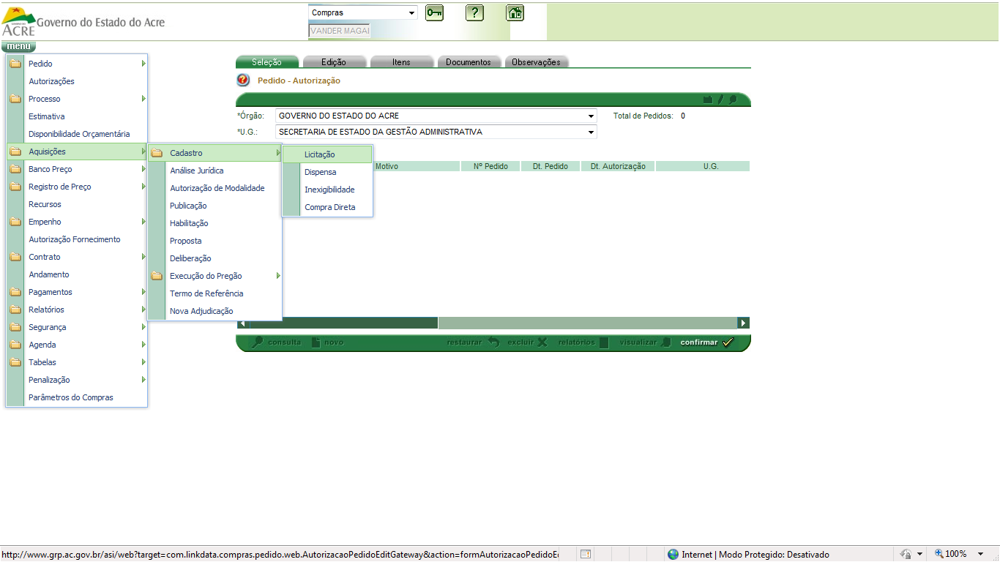 Compras
ACRE Governo do Estado do Acre
VANDER MAGAI
menu
Seleção Edição Itens Documentos Observações
Pedido - Autorização
*Órgão: GOVERNO DO ESTADO DO ACRE Total de Pedidos: 0
*U.G.: SECRETARIA DE ESTADO DA GESTÃO ADMINISTRATIVA
Motivo Nº Pedido Dt. Pedido Dt. Autorização U.G.
Pedido
Autorizações
Processo
Estimativa
Disponibilidade Orçamentária
Aquisições
Banco Preço
Registro de Preço
Recursos
Empenho
Autorização Fornecimento
Contrato
Andamento
Pagamentos
Relatórios
Segurança
Agenda
Tabelas
Penalização
Parâmetros do Compras
Cadastro
Análise Jurídica
Autorização de Modalidade
Publicação
Habilitação
Proposta
Deliberação
Execução do Pregão
Termo de Referência
Nova Adjudicação
Licitação
Dispensa
Inexigibilidade
Compra Direta
consulta novo restaurar excluir relatórios visualizar confirmar
http://www.grp.ac.gov.br/asi/web?target=com.linkdata.compras.pedido.web.AutorizacaoPedidoEditGateway&action=formAutorizacaoPedidoE Internet | Modo Protegido: Desativado 100%